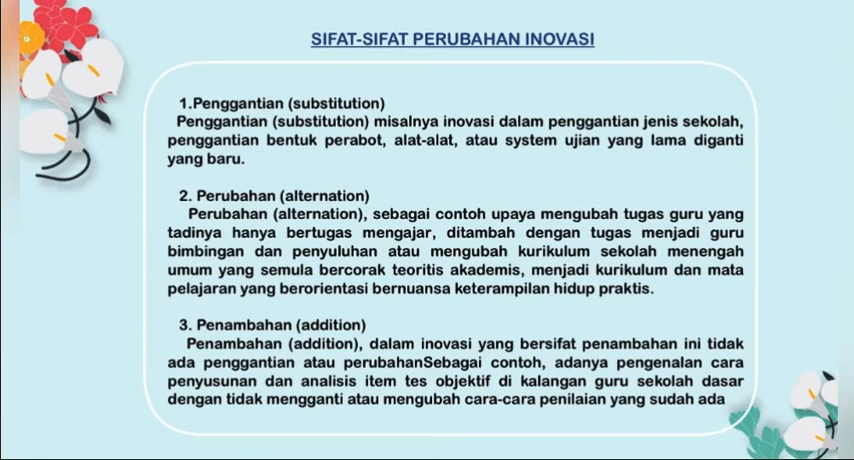 SIFAT-SIFAT PERUBAHAN INOVASI
1.Penggantian (substitution)
Penggantian (substitution) misalnya inovasi dalam penggantian jenis sekolah,
penggantian bentuk perabot, alat-alat, atau system ujian yang lama diganti
yang baru.
2. Perubahan (alternation)
Perubahan (alternation), sebagai contoh upaya mengubah tugas guru yang
tadinya hanya bertugas mengajar, ditambah dengan tugas menjadi guru
bimbingan dan penyuluhan atau mengubah kurikulum sekolah menengah
umum yang semula bercorak teoritis akademis, menjadi kurikulum dan mata
pelajaran yang berorientasi bernuansa keterampilan hidup praktis.
3. Penambahan (addition)
Penambahan (addition), dalam inovasi yang bersifat penambahan ini tidak
ada penggantian atau perubahanSebagai contoh, adanya pengenalan cara
penyusunan dan analisis item tes objektif di kalangan guru sekolah dasar
dengan tidak mengganti atau mengubah cara-cara penilaian yang sudah ada